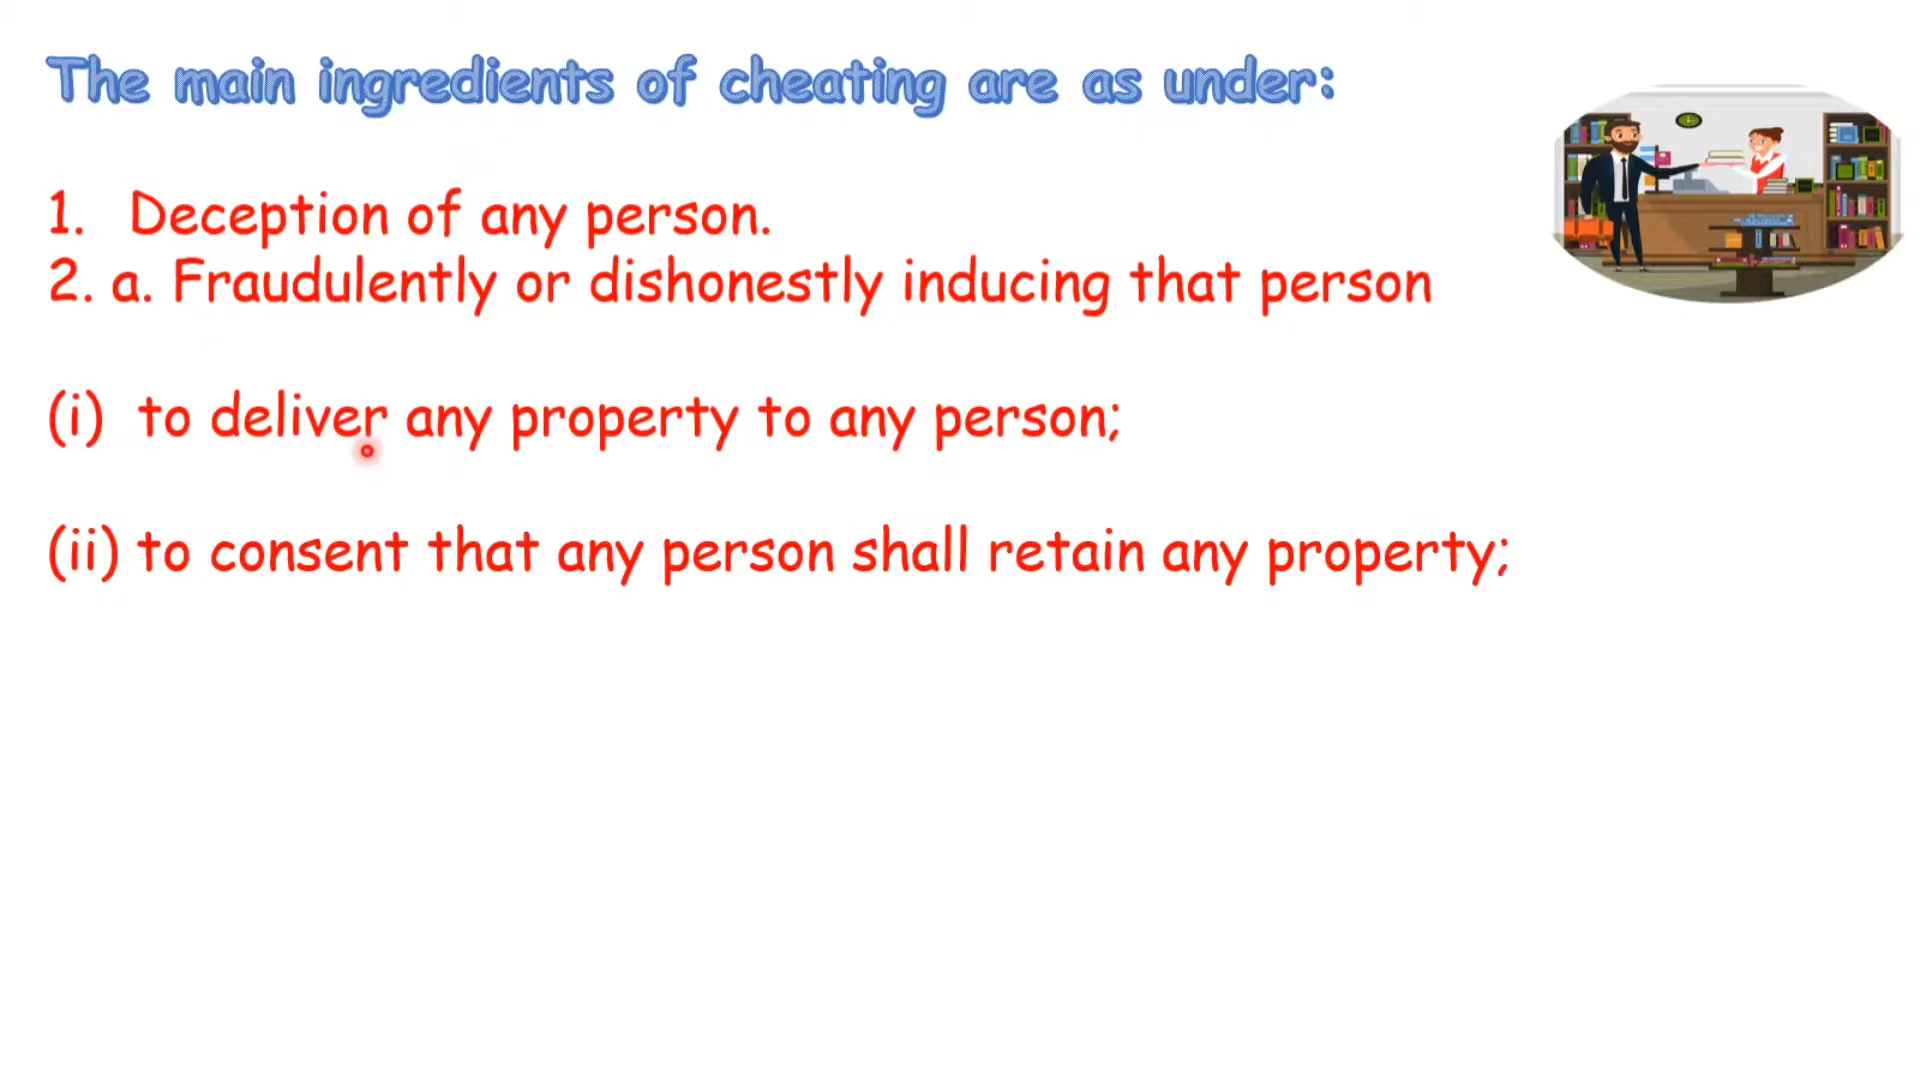 The main ingredients of cheating are as under:
1. Deception of any person.
2. a. Fraudulently or dishonestly inducing that person
(i) to deliver any property to any person;
(ii) to consent that any person shall retain any property;